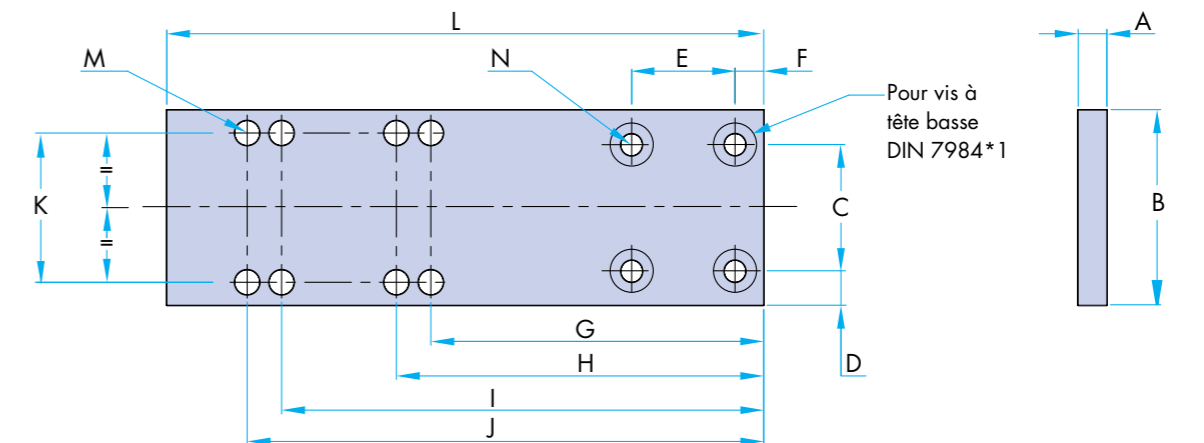 L
A
M
N
E
F
Pour vis à
tête basse
DIN 7984*1
=
K
=
C
B
G
D
H
I
J